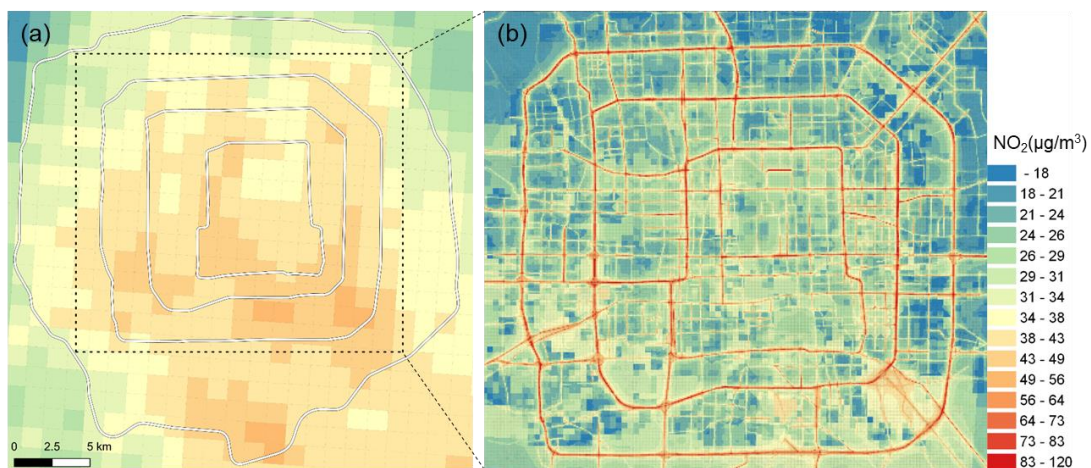 (a)
(b)
NO₂(μg/m³)
- 18
18 - 21
21 - 24
24 - 26
26 - 29
29 - 31
31 - 34
34 - 38
38 - 43
43 - 49
49 - 56
56 - 64
64 - 73
73 - 83
83 - 120
0 2.5 5 km